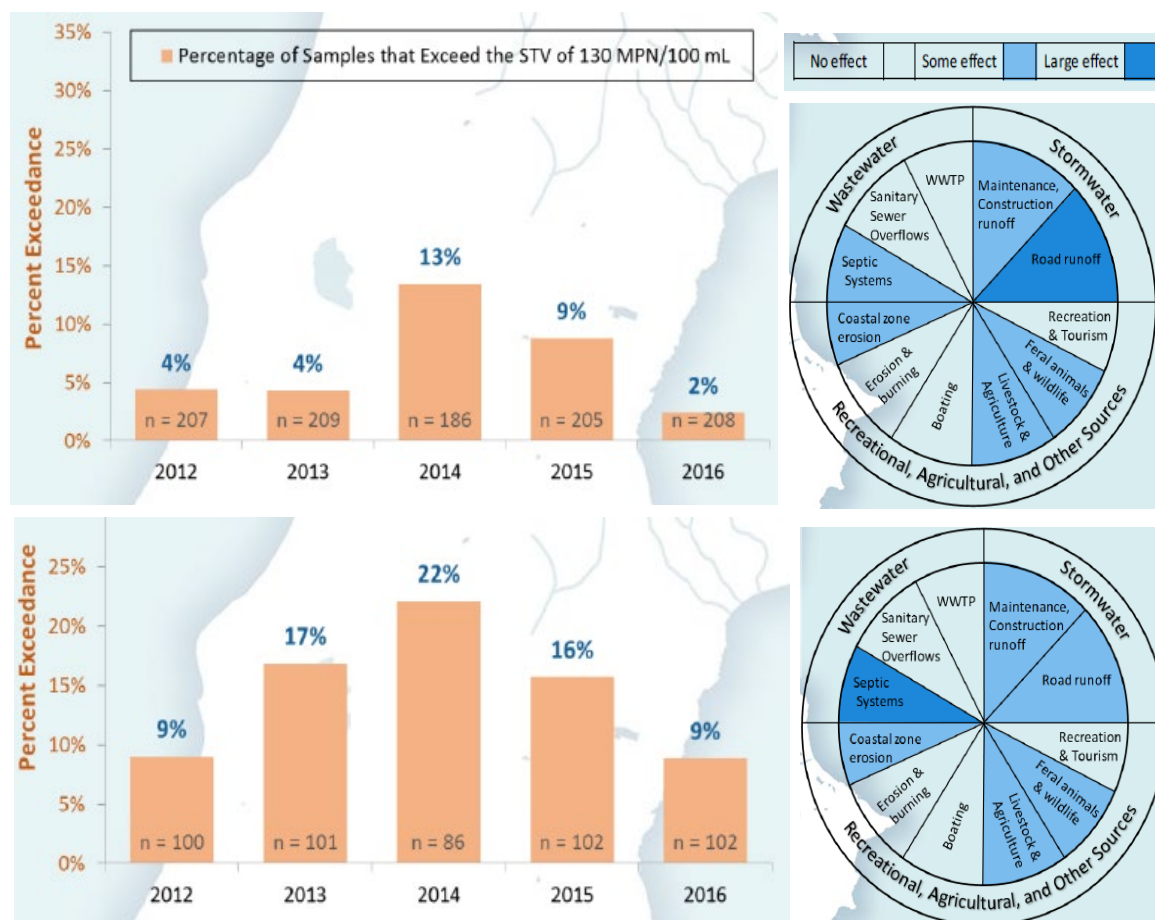 35%
30%
25%
20%
15%
10%
5%
0%
Percent Exceedance
Percentage of Samples that Exceed the STV of 130 MPN/100 mL
4%
4%
13%
9%
2%
n = 207
n = 209
n = 186
n = 205
n = 208
2012
2013
2014
2015
2016
No effect
Some effect
Large effect
Wastewater
Stormwater
Recreational, Agricultural, and Other Sources
WWTP
Sanitary
Sewer
Overflows
Septic
Systems
Coastal zone
erosion
Erosion &
burning
Boating
Livestock &
Agriculture
Feral animals
& wildlife
Recreation
& Tourism
Road runoff
Maintenance,
Construction
runoff
25%
20%
15%
10%
5%
0%
Percent Exceedance
9%
17%
22%
16%
9%
n = 100
n = 101
n = 86
n = 102
n = 102
2012
2013
2014
2015
2016
Wastewater
Stormwater
Recreational, Agricultural, and Other Sources
WWTP
Sanitary
Sewer
Overflows
Septic
Systems
Coastal zone
erosion
Erosion &
burning
Boating
Livestock &
Agriculture
Feral animals
& wildlife
Recreation
& Tourism
Road runoff
Maintenance,
Construction
runoff